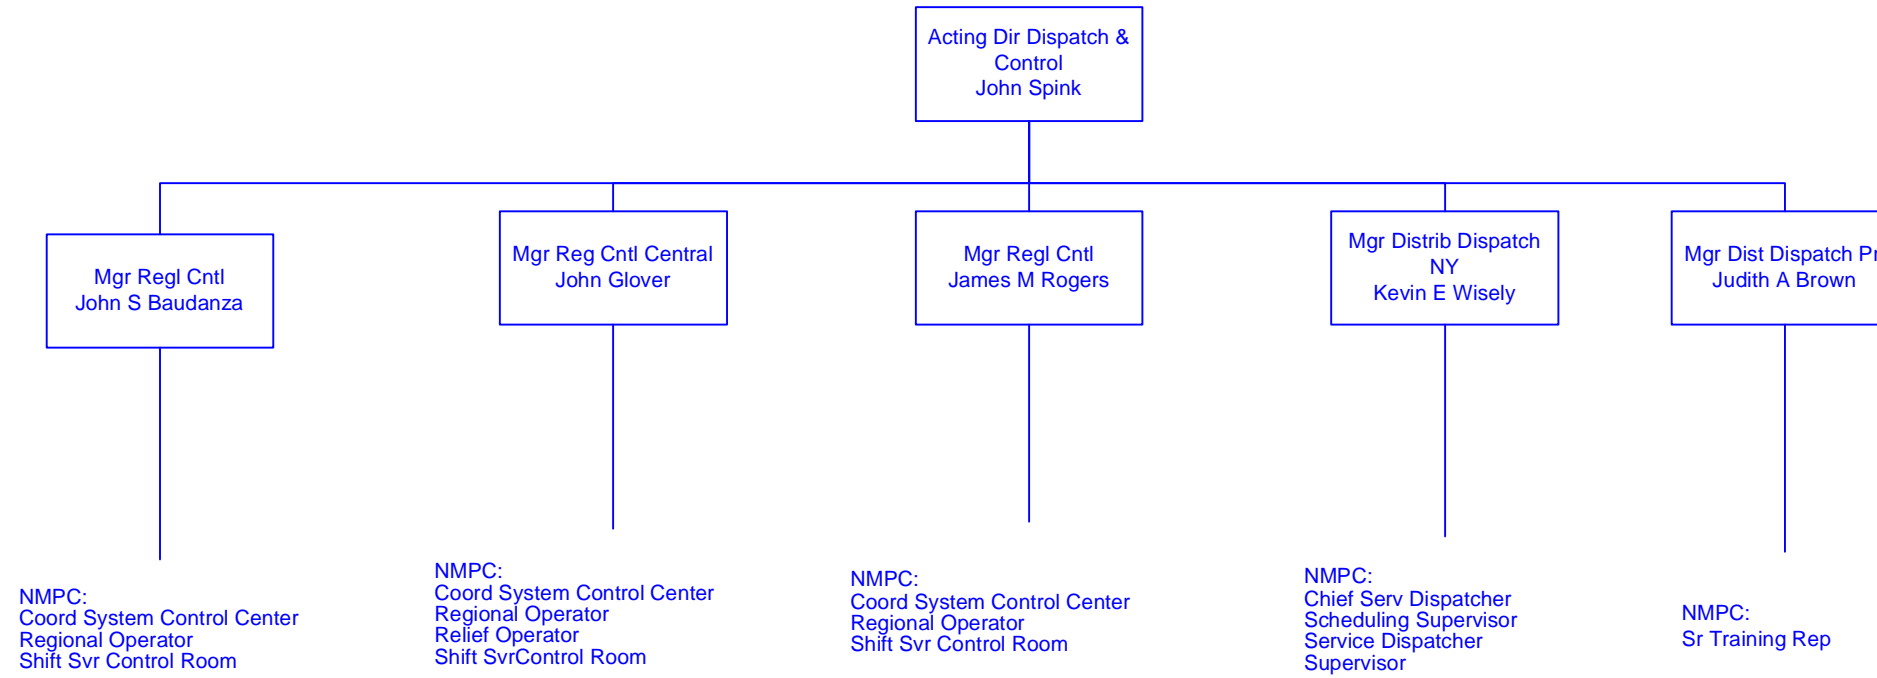 Acting Dir Dispatch &
Control
John Spink
Mgr Regl Cntl
John S Baudanza
Mgr Reg Cntl Central
John Glover
Mgr Regl Cntl
James M Rogers
Mgr Distrib Dispatch
NY
Kevin E Wisely
Mgr Dist Dispatch
Judith A Brown
NMPC:
Coord System Control Center
Regional Operator
Shift Svr Control Room
NMPC:
Coord System Control Center
Regional Operator
Relief Operator
Shift SvrControl Room
NMPC:
Coord System Control Center
Regional Operator
Shift Svr Control Room
NMPC:
Chief Serv Dispatcher
Scheduling Supervisor
Service Dispatcher
Supervisor
NMPC:
Sr Training Rep